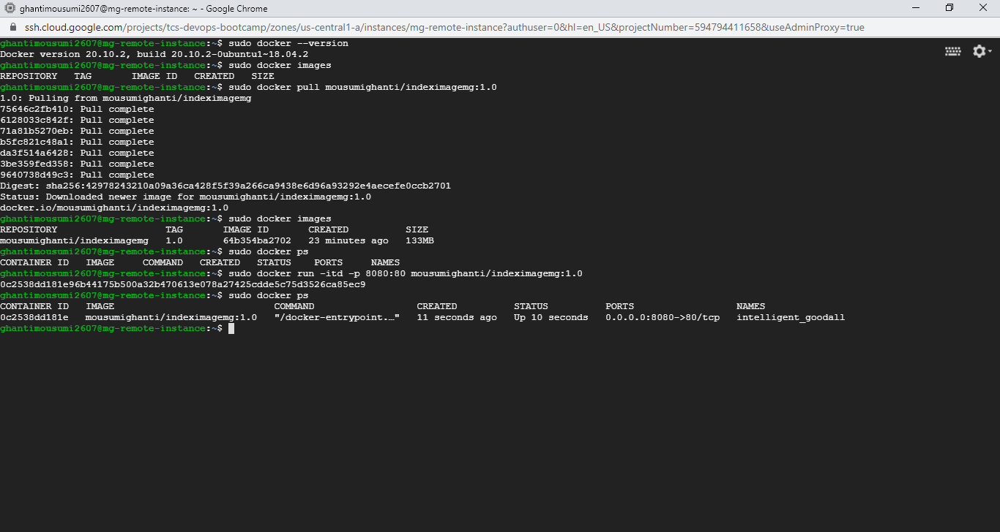 ghantimousumi2607@mg-remote-instance: ~ - Google Chrome
ssh.cloud.google.com/projects/tcs-devops-bootcamp/zones/us-central1-a/instances/mg-remote-instance?authuser=0&hl=en_US&projectNumber=594794411658&useAdminProxy=true
ghantimousumi2607@mg-remote-instance:~$ sudo docker --version
Docker version 20.10.2, build 20.10.2-0ubuntu1~18.04.2
ghantimousumi2607@mg-remote-instance:~$ sudo docker images
REPOSITORY   TAG       IMAGE ID   CREATED   SIZE
ghantimousumi2607@mg-remote-instance:~$ sudo docker pull mousumighanti/indeximagemg:1.0
1.0: Pulling from mousumighanti/indeximagemg
75646c2fb410: Pull complete
6128033c842f: Pull complete
71a81b5270eb: Pull complete
b5fc821c48a1: Pull complete
da3f514a6428: Pull complete
3be359fed358: Pull complete
9640738d49c3: Pull complete
Digest: sha256:42978243210a09a36ca428f5f39a266ca9438e6d96a93292e4aecefe0ccb2701
Status: Downloaded newer image for mousumighanti/indeximagemg:1.0
docker.io/mousumighanti/indeximagemg:1.0
ghantimousumi2607@mg-remote-instance:~$ sudo docker images
REPOSITORY                   TAG       IMAGE ID       CREATED          SIZE
mousumighanti/indeximagemg   1.0       64b354ba2702   23 minutes ago   133MB
ghantimousumi2607@mg-remote-instance:~$ sudo docker ps
CONTAINER ID   IMAGE     COMMAND   CREATED   STATUS    PORTS     NAMES
ghantimousumi2607@mg-remote-instance:~$ sudo docker run -itd -p 8080:80 mousumighanti/indeximagemg:1.0
0c2538dd181e96b44175b500a32b470613e078a27425cdde5c75d3526ca85ec9
ghantimousumi2607@mg-remote-instance:~$ sudo docker ps
CONTAINER ID   IMAGE                            COMMAND                  CREATED          STATUS          PORTS                  NAMES
0c2538dd181e   mousumighanti/indeximagemg:1.0   "/docker-entrypoint.…"   11 seconds ago   Up 10 seconds   0.0.0.0:8080->80/tcp   intelligent_goodall
ghantimousumi2607@mg-remote-instance:~$